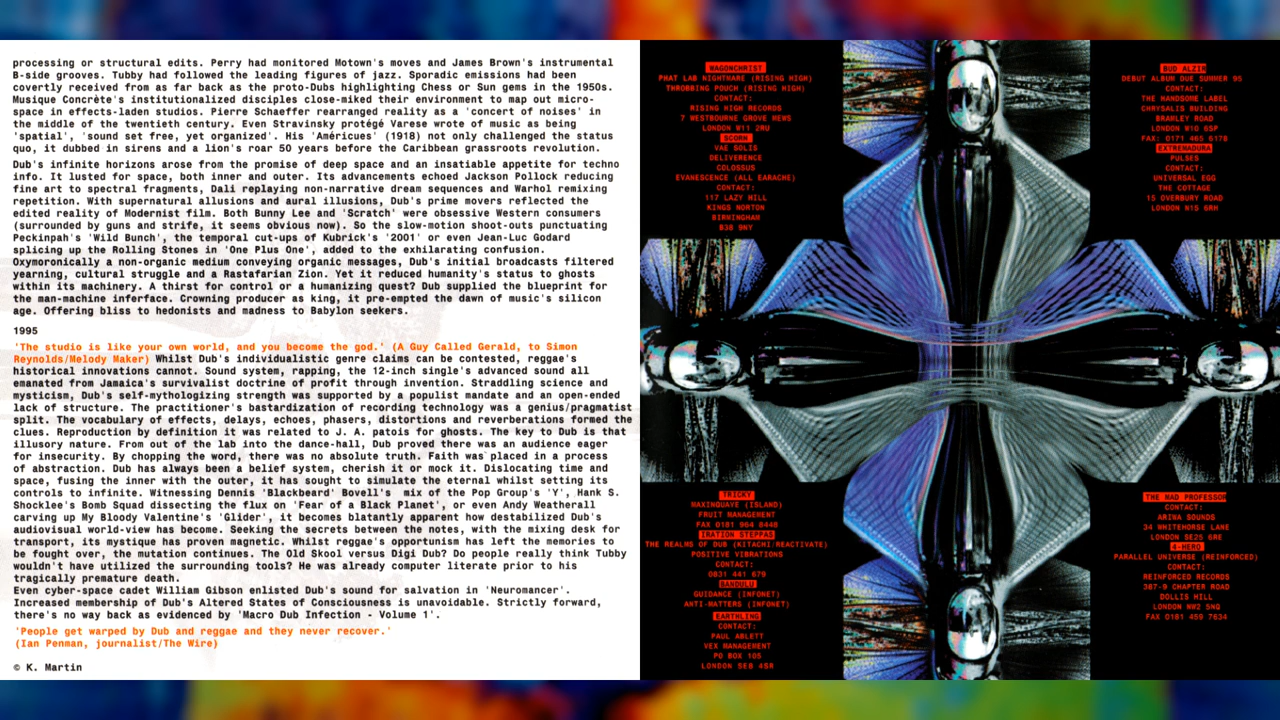 processing or structural edits. Perry had monitored Motown's moves and James Brown's instrumental
B-side grooves. Tubby had followed the leading figures of jazz. Sporadic emissions had been
covertly received from as far back as the proto-Dubs highlighting Chess or Sun gems in the 1950s.
Musique Concrète's institutionalized disciples close-miked their environment to map out micro-
space in effects-laden studios. Pierre Schaeffer rearranged reality as a 'concert of noises' in
the middle of the twentieth century. Even Stravinsky protégé Varese wrote of music as being
'spatial', 'sound set free, yet organized'. His 'Américues' (1918) not only challenged the status
quo, it dubbed in sirens and a lion's roar 50 years before the Caribbean grassroots revolution.
Dub's infinite horizons arose from the promise of deep space and an insatiable appetite for techno
info. It lusted for space, both inner and outer. Its advancements echoed Jackson Pollock reducing
fine art to spectral fragments, Dali replaying non-narrative dream sequences and Warhol remixing
repetition. With supernatural allusions and aural illusions, Dub's prime movers reflected the
edited reality of Modernist film. Both Bunny Lee and 'Scratch' were obsessive Western consumers
(surrounded by guns and strife, it seems obvious now). So the slow-motion shoot-outs punctuating
Peckinpah's 'Wild Bunch', the temporal cut-ups of Kubrick's '2001' or even Jean-Luc Godard
splicing up the Rolling Stones in 'One Plus One', added to the exhilarating confusion.
Oxymoronically a non-organic medium conveying organic messages, Dub's initial broadcasts filtered
yearning, cultural struggle and a Rastafarian Zion. Yet it reduced humanity's status to ghosts
within its machinery. A thirst for control or a humanizing quest? Dub supplied the blueprint for
the man-machine inferface. Crowning producer as king, it pre-empted the dawn of music's silicon
age. Offering bliss to hedonists and madness to Babylon seekers.
1995
'The studio is like your own world, and you become the god.' (A Guy Called Gerald, to Simon
Reynolds/Melody Maker) Whilst Dub's individualistic genre claims can be contested, reggae's
historical innovations cannot. Sound system, rapping, the 12-inch single's advanced sound all
emanated from Jamaica's survivalist doctrine of profit through invention. Straddling science and
mysticism, Dub's self-mythologizing strength was supported by a populist mandate and an open-ended
lack of structure. The practitioner's bastardization of recording technology was a genius/pragmatist
split. The vocabulary of effects, delays, echoes, phasers, distortions and reverberations formed the
clues. Reproduction by definition it was related to J. A. patois for ghosts. The key to Dub is that
illusory nature. From out of the lab into the dance-hall, Dub proved there was an audience eager
for insecurity. By chopping the word, there was no absolute truth. Faith was placed in a process
of abstraction. Dub has always been a belief system, cherish it or mock it. Dislocating time and
space, fusing the inner with the outer, it has sought to simulate the eternal whilst setting its
controls to infinite. Witnessing Dennis 'Blackbeard' Bovell's mix of the Pop Group's 'Y', Hank S.
Shocklee's Bomb Squad dissecting the flux on 'Fear of a Black Planet', or even Andy Weatherall
carving up My Bloody Valentine's 'Glider', it becomes blatantly apparent how destabilized Dub's
audiovisual world-view has become. Seeking the secrets between the notes, with the mixing desk for
transport, its mystique has proven magnetic. Whilst reggae's opportunism has left the memories to
be fought over, the mutation continues. The Old Skool versus Digi Dub? Do people really think Tubby
wouldn't have utilized the surrounding tools? He was already computer literate prior to his
tragically premature death.
Even cyber-space cadet William Gibson enlisted Dub's sound for salvation in 'Neuromancer'.
Increased membership of Dub's Altered States of Consciousness is unavoidable. Strictly forward,
there's no way back as evidenced by 'Macro Dub Infection - Volume 1'.
'People get warped by Dub and reggae and they never recover.'
(Ian Penman, journalist/The Wire)
© K. Martin
WAGONCHRIST
PHAT LAB NIGHTMARE (RISING HIGH)
THROBBING POUCH (RISING HIGH)
CONTACT:
RISING HIGH RECORDS
7 WESTBOURNE GROVE MEWS
LONDON W11 2RU
SCORN
VAE SOLIS
DELIVERENCE
COLOSSUS
EVANESCENCE (ALL EARACHE)
CONTACT:
117 LAZY HILL
KINGS NORTON
BIRMINGHAM
B38 9NY
BUD ALZIR
DEBUT ALBUM DUE SUMMER 95
CONTACT:
THE HANDSOME LABEL
CHRYSALIS BUILDING
BRAMLEY ROAD
LONDON W10 6SP
FAX: 0171 465 6178
EXTREMADURA
PULSES
CONTACT:
UNIVERSAL EGG
THE COTTAGE
15 OVERBURY ROAD
LONDON N15 6RH
TRICKY
MAXINQUAYE (ISLAND)
FRUIT MANAGEMENT
FAX 0181 964 8448
IRATION STEPPAS
THE REALMS OF DUB (KITACHI/REACTIVATE)
POSITIVE VIBRATIONS
CONTACT:
0831 441 670
BANDULU
GUIDANCE (INFONET)
ANTI-MATTERS (INFONET)
EARTHLING
CONTACT:
PAUL ABLETT
VEX MANAGEMENT
PO BOX 105
LONDON SE8 4SR
THE MAD PROFESSOR
CONTACT:
ARIWA SOUNDS
34 WHITEHORSE LANE
LONDON SE25 6RE
4-HERO
PARALLEL UNIVERSE (REINFORCED)
CONTACT:
REINFORCED RECORDS
387-9 CHAPTER ROAD
DOLLIS HILL
LONDON NW2 5NQ
FAX 0181 459 7634